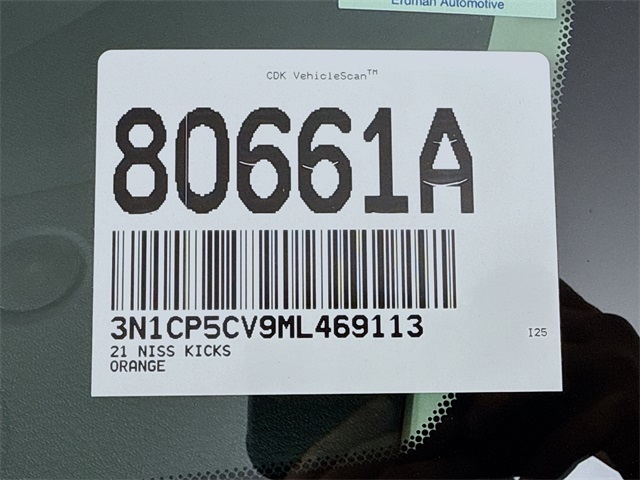 Erdman Automotive
CDK VehicleScan™
80661A
3N1CP5CV9ML469113
I25
21 NISS KICKS
ORANGE